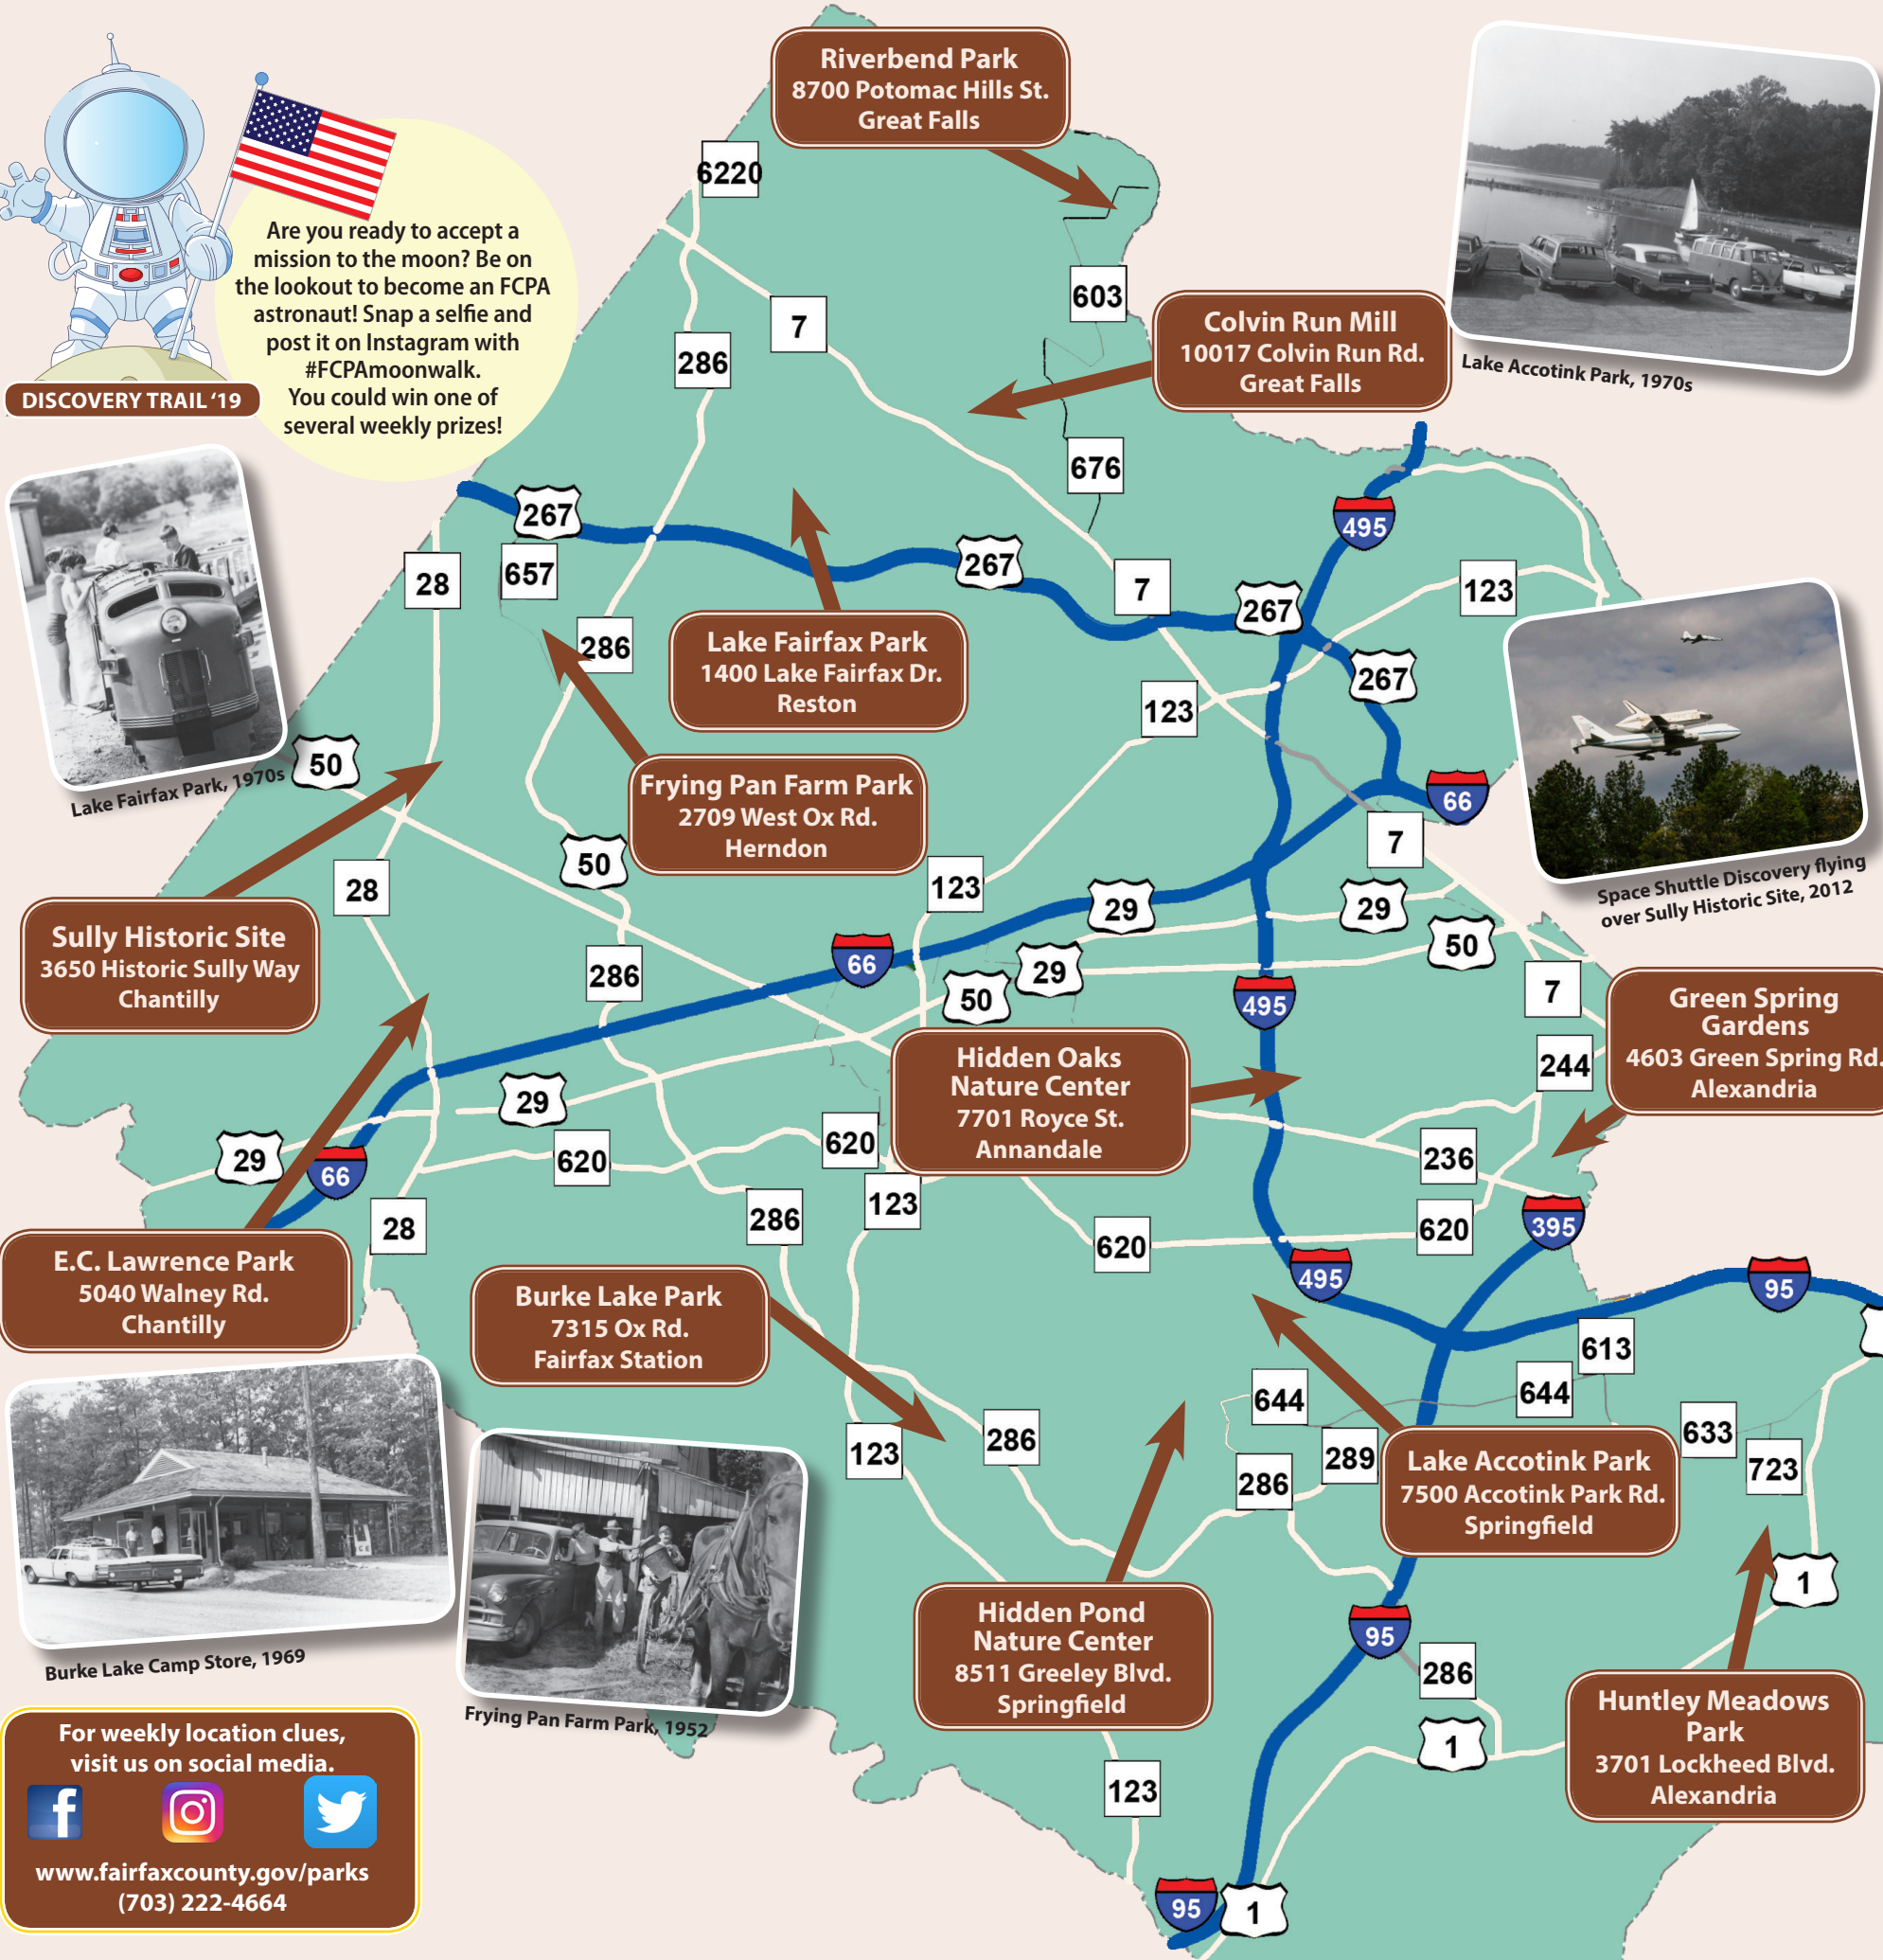 Riverbend Park
8700 Potomac Hills St.
Great Falls
6220
Are you ready to accept a
mission to the moon? Be on
the lookout to become an FCPA
astronaut! Snap a selfie and
post it on Instagram with
#FCPAmoonwalk.
You could win one of
several weekly prizes!
DISCOVERY TRAIL ‘19
603
7
286
Colvin Run Mill
10017 Colvin Run Rd.
Great Falls
Lake Accotink Park, 1970s
676
267
495
28
657
267
7
267
123
286
Lake Fairfax Park
1400 Lake Fairfax Dr.
Reston
267
123
Lake Fairfax Park, 1970s
50
Frying Pan Farm Park
2709 West Ox Rd.
Herndon
66
7
50
28
123
29
29
Space Shuttle Discovery flying
over Sully Historic Site, 2012
Sully Historic Site
3650 Historic Sully Way
Chantilly
286
66
29
50
50
495
7
Green Spring
Gardens
4603 Green Spring Rd.
Alexandria
Hidden Oaks
Nature Center
7701 Royce St.
Annandale
244
29
620
620
29
66
236
123
286
28
620
620
395
495
95
E.C. Lawrence Park
5040 Walney Rd.
Chantilly
Burke Lake Park
7315 Ox Rd.
Fairfax Station
613
644
644
633
123
286
289
286
723
Lake Accotink Park
7500 Accotink Park Rd.
Springfield
1
Hidden Pond
Nature Center
8511 Greeley Blvd.
Springfield
95
286
Burke Lake Camp Store, 1969
Frying Pan Farm Park, 1952
Huntley Meadows
Park
3701 Lockheed Blvd.
Alexandria
1
For weekly location clues,
visit us on social media.
f
123
www.fairfaxcounty.gov/parks
(703) 222-4664
95
1